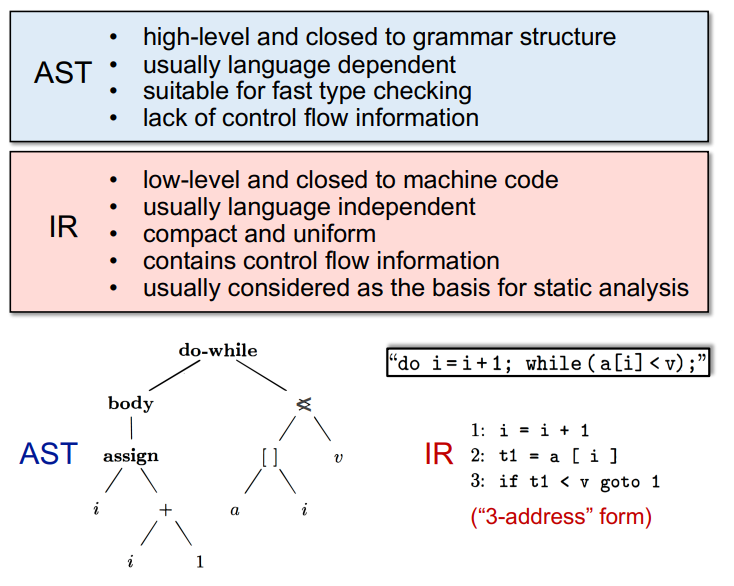 AST
• high-level and closed to grammar structure
• usually language dependent
• suitable for fast type checking
• lack of control flow information
IR
• low-level and closed to machine code
• usually language independent
• compact and uniform
• contains control flow information
• usually considered as the basis for static analysis
“do i=i+1; while(a[i]<v);”
AST
do-while
body <
assign [ ] v
i + a i
i 1
IR
1: i = i + 1
2: t1 = a [ i ]
3: if t1 < v goto 1
(“3-address” form)